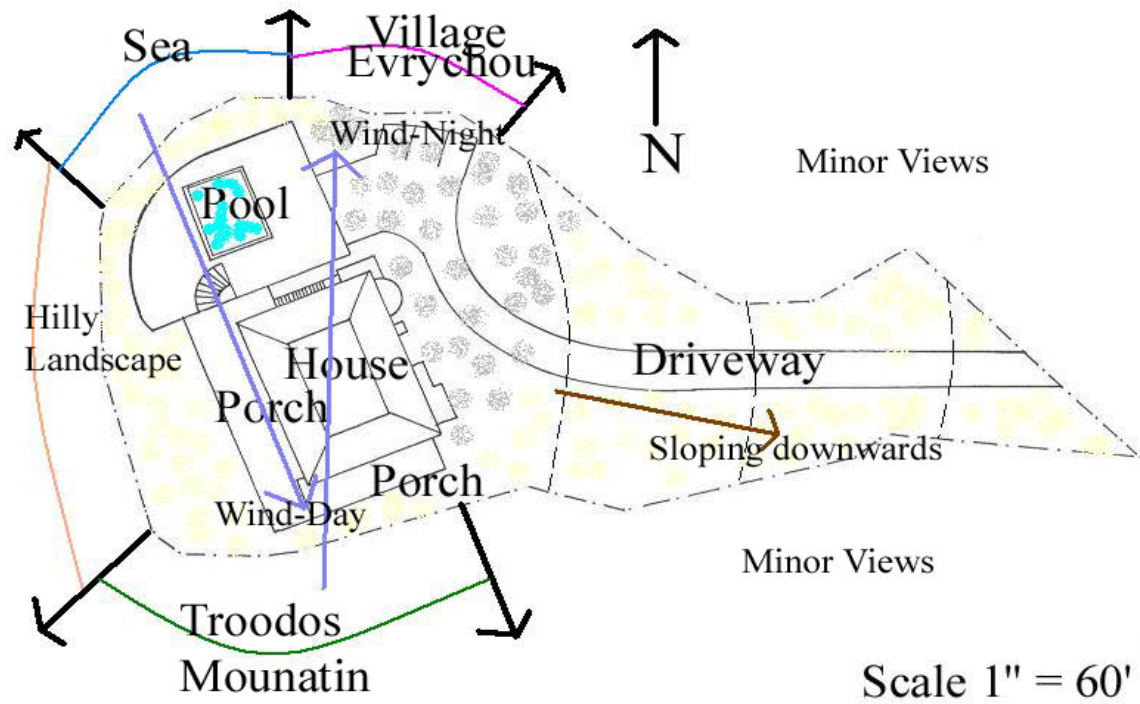 Sea
Village
Evrychou
Wind-Night
N
Minor Views
Pool
Hilly
Landscape
House
Driveway
Porch
Sloping downwards
Porch
Wind-Day
Minor Views
Troodos
Mounatin
Scale 1" = 60'